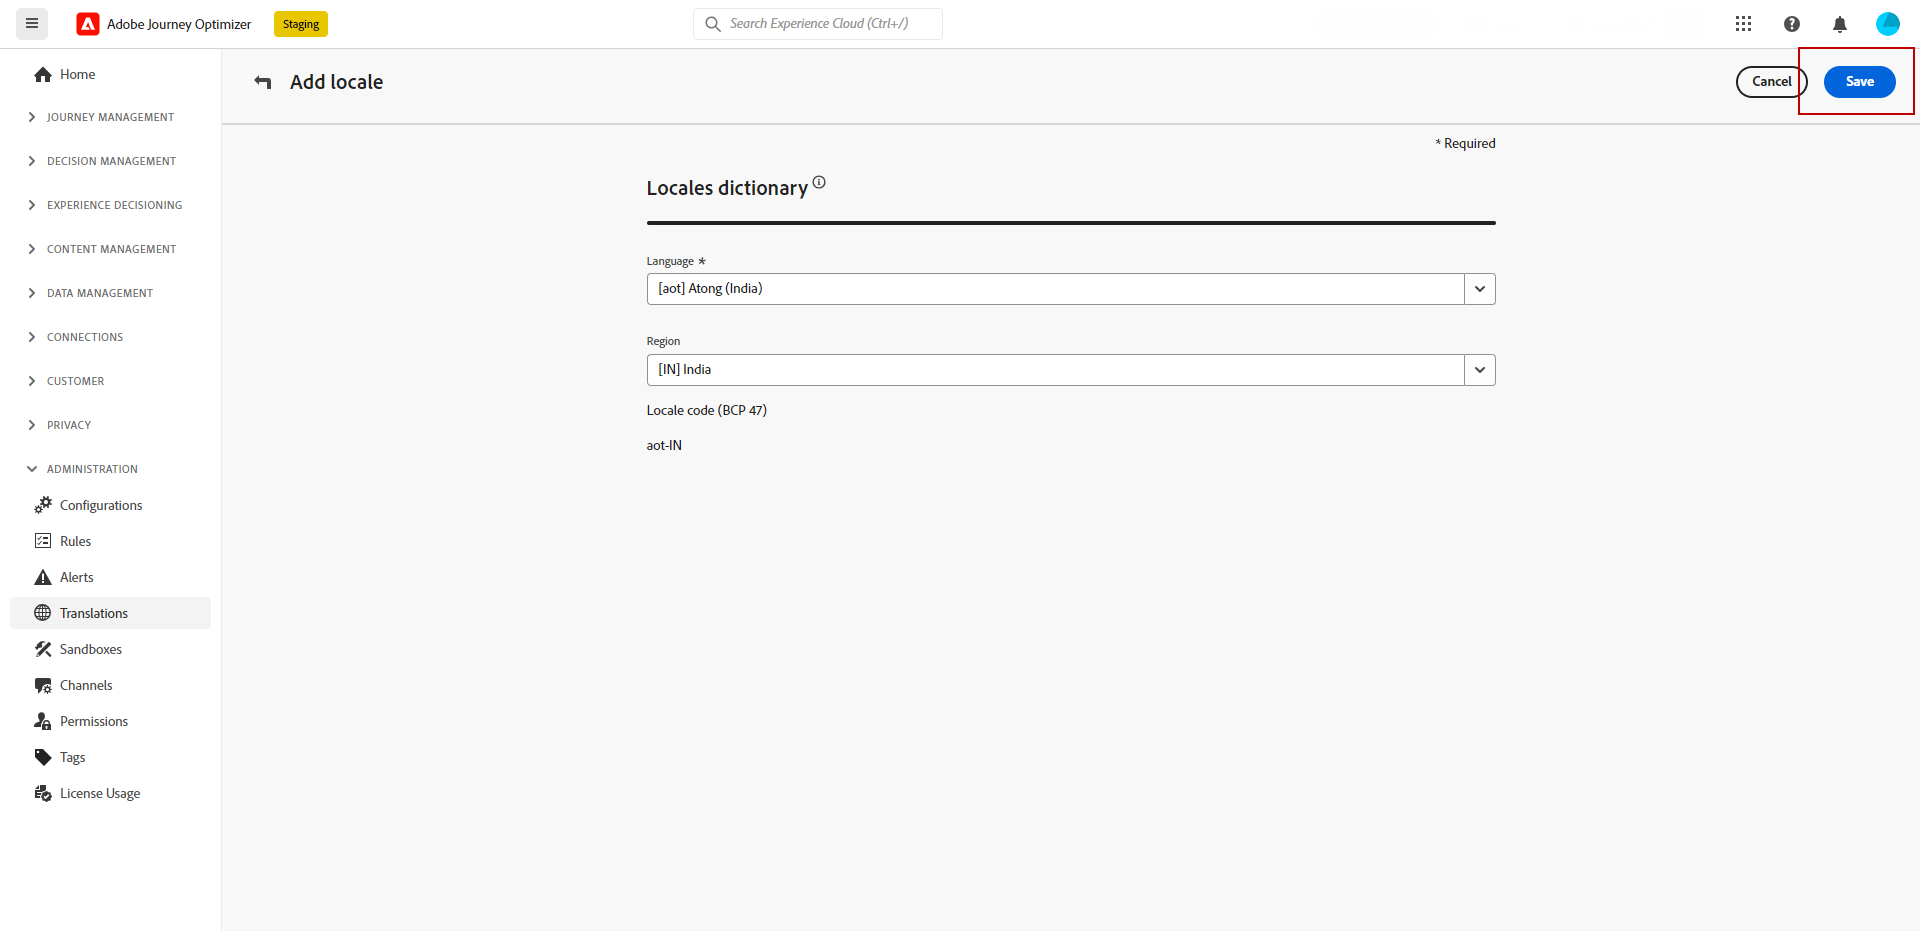 Adobe Journey Optimizer
Staging
Search Experience Cloud (Ctrl+/)
Home
JOURNEY MANAGEMENT
DECISION MANAGEMENT
EXPERIENCE DECISIONING
CONTENT MANAGEMENT
DATA MANAGEMENT
CONNECTIONS
CUSTOMER
PRIVACY
ADMINISTRATION
Configurations
Rules
Alerts
Translations
Sandboxes
Channels
Permissions
Tags
License Usage
Add locale
Cancel
Save
* Required
Locales dictionary
Language *
[aot] Atong (India)
Region
[IN] India
Locale code (BCP 47)
aot-IN